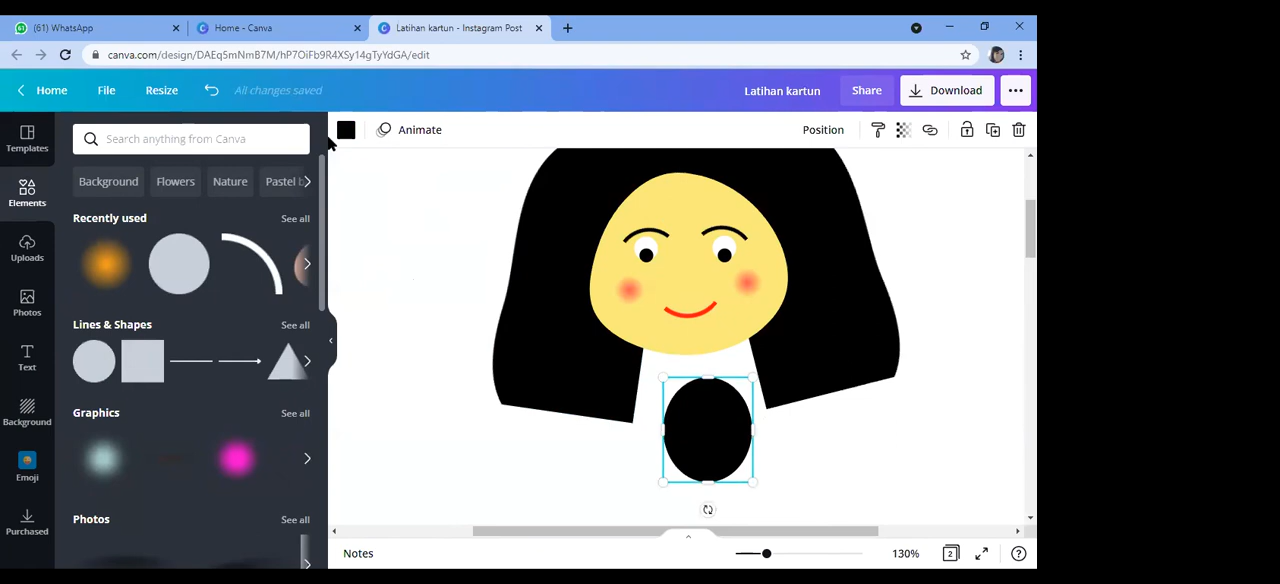 61
(61) WhatsApp
Home - Canva
Latihan kartun - Instagram Post
canva.com/design/DAEq5mNmB7M/hP7OiFb9R4XSy14gTyYdGA/edit
Home
File
Resize
All changes saved
Latihan kartun
Share
Download
Templates
Search anything from Canva
Animate
Position
Elements
Background
Flowers
Nature
Pastel b
Recently used
See all
Uploads
Photos
Lines & Shapes
See all
Text
Graphics
See all
Background
Emoji
Photos
See all
Purchased
Notes
130%
2